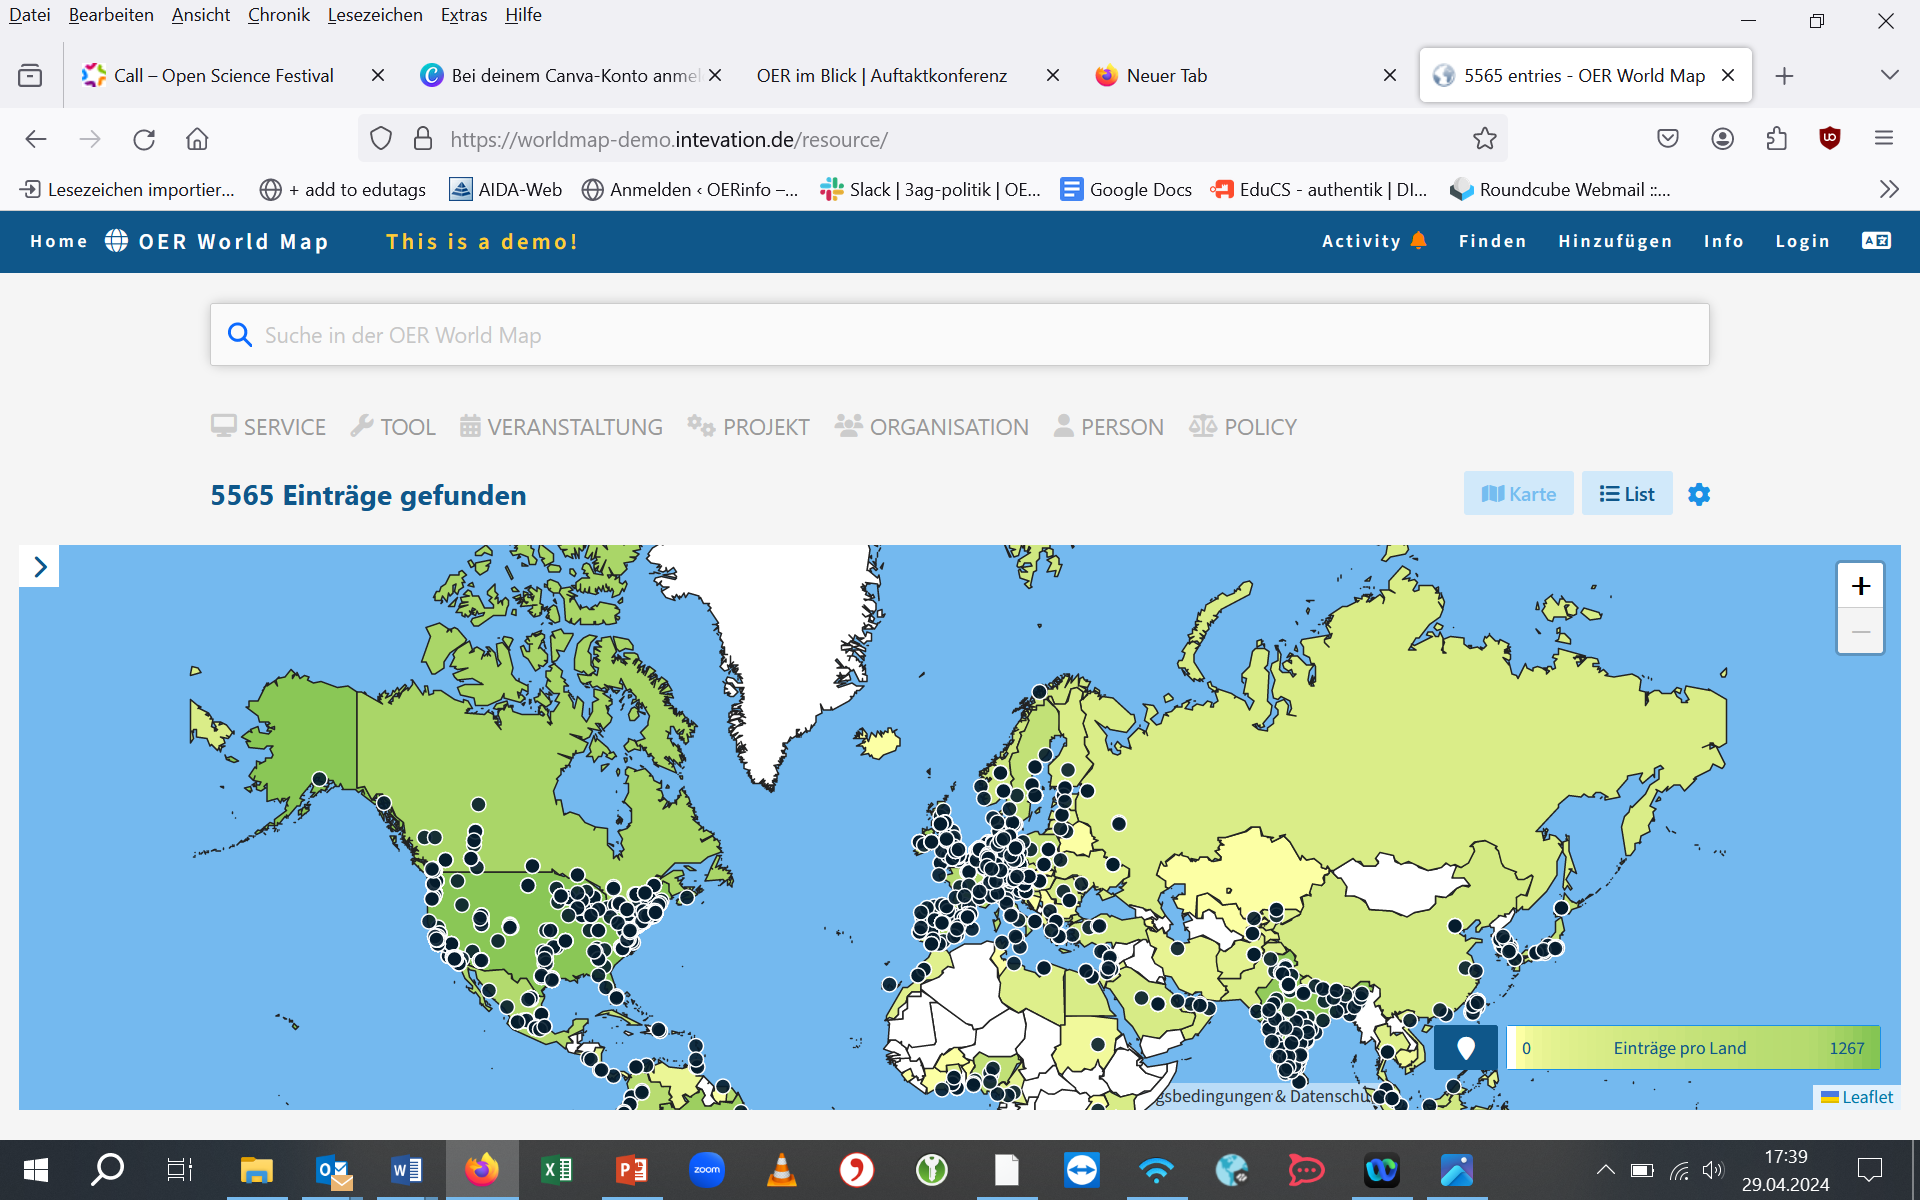 Datei Bearbeiten Ansicht Chronik Lesezeichen Extras Hilfe
Call – Open Science Festival
Bei deinem Canva-Konto anmel
OER im Blick | Auftaktkonferenz
Neuer Tab
5565 entries - OER World Map
https://worldmap-demo.intevation.de/resource/
Lesezeichen importier...
+ add to edutags
AIDA-Web
Anmelden ‹ OERinfo –...
Slack | 3ag-politik | OE...
Google Docs
EduCS - authentik | DI...
Roundcube Webmail ::...
Home OER World Map This is a demo! Activity Finden Hinzufügen Info Login
Suche in der OER World Map
SERVICE TOOL VERANSTALTUNG PROJEKT ORGANISATION PERSON POLICY
5565 Einträge gefunden
Karte List
+
−
0 Einträge pro Land 1267
gsbedingungen & Datenschu
Leaflet
zoom
17:39
29.04.2024